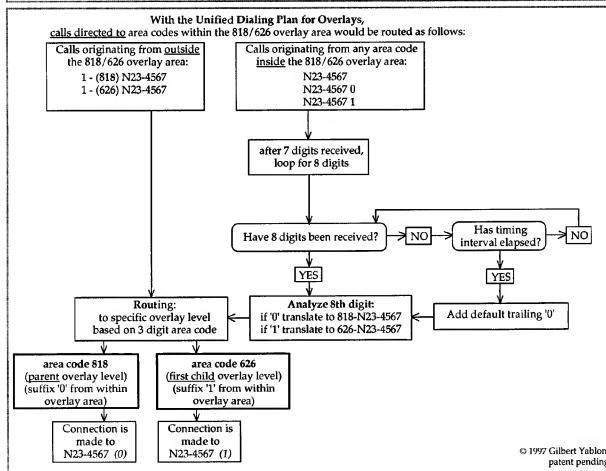 With the Unified Dialing Plan for Overlays,
calls directed to area codes within the 818/626 overlay area would be routed as follows:
Calls originating from outside
the 818/626 overlay area:
1 - (818) N23-4567
1 - (626) N23-4567
Calls originating from any area code
inside the 818/626 overlay area:
N23-4567
N23-4567 0
N23-4567 1
after 7 digits received,
loop for 8 digits
Have 8 digits been received?
NO
Has timing
interval elapsed?
NO
YES
YES
Routing:
to specific overlay level
based on 3 digit area code
Analyze 8th digit:
if '0' translate to 818-N23-4567
if '1' translate to 626-N23-4567
Add default trailing '0'
area code 818
(parent overlay level)
(suffix '0' from within
overlay area)
area code 626
(first child overlay level)
(suffix '1' from within
overlay area)
Connection is
made to
N23-4567 (0)
Connection is
made to
N23-4567 (1)
© 1997 Gilbert Yablon
patent pending